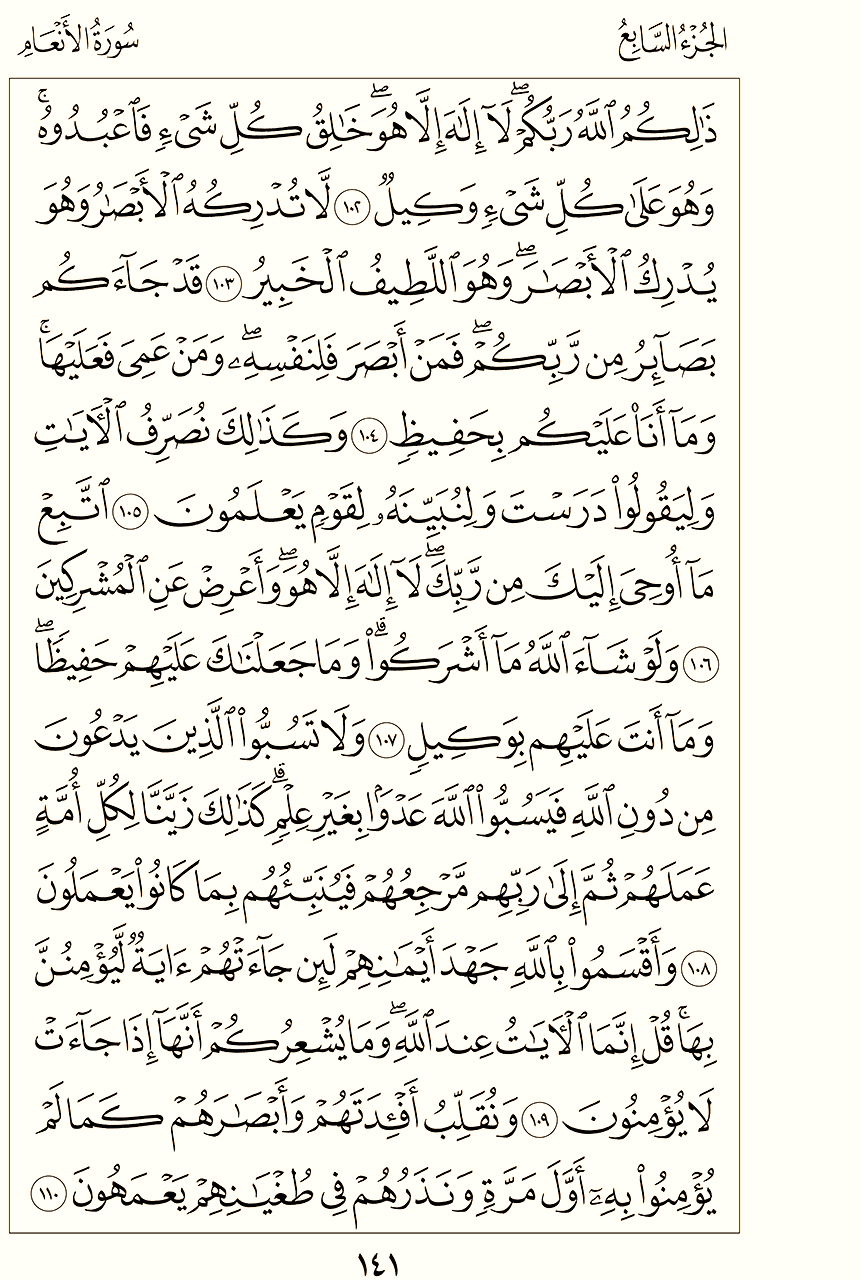 الجُزْءُ السَّابِعُ
سُورَةُ الأَنْعَامِ
ذَٰلِكُمُ ٱللَّهُ رَبُّكُمْۖ لَآ إِلَٰهَ إِلَّا هُوَۖ خَٰلِقُ كُلِّ شَىْءٍ فَٱعْبُدُوهُۚ
وَهُوَ عَلَىٰ كُلِّ شَىْءٍ وَكِيلٌ ١٠٢ لَّا تُدْرِكُهُ ٱلْأَبْصَٰرُ وَهُوَ
يُدْرِكُ ٱلْأَبْصَٰرَۖ وَهُوَ ٱللَّطِيفُ ٱلْخَبِيرُ ١٠٣ قَدْ جَآءَكُم
بَصَآئِرُ مِن رَّبِّكُمْۖ فَمَنْ أَبْصَرَ فَلِنَفْسِهِۦۖ وَمَنْ عَمِىَ فَعَلَيْهَاۚ
وَمَآ أَنَا۠ عَلَيْكُم بِحَفِيظٍ ١٠٤ وَكَذَٰلِكَ نُصَرِّفُ ٱلْأَيَٰتِ
وَلِيَقُولُوا۟ دَرَسْتَ وَلِنُبَيِّنَهُۥ لِقَوْمٍ يَعْلَمُونَ ١٠٥ ٱتَّبِعْ
مَآ أُوحِىَ إِلَيْكَ مِن رَّبِّكَۖ لَآ إِلَٰهَ إِلَّا هُوَۖ وَأَعْرِضْ عَنِ ٱلْمُشْرِكِينَ
١٠٦ وَلَوْ شَآءَ ٱللَّهُ مَآ أَشْرَكُوا۟ۗ وَمَا جَعَلْنَٰكَ عَلَيْهِمْ حَفِيظًاۖ
وَمَآ أَنتَ عَلَيْهِم بِوَكِيلٍ ١٠٧ وَلَا تَسُبُّوا۟ ٱلَّذِينَ يَدْعُونَ
مِن دُونِ ٱللَّهِ فَيَسُبُّوا۟ ٱللَّهَ عَدْوًۢا بِغَيْرِ عِلْمٍۗ كَذَٰلِكَ زَيَّنَّا لِكُلِّ أُمَّةٍ
عَمَلَهُمْ ثُمَّ إِلَىٰ رَبِّهِم مَّرْجِعُهُمْ فَيُنَبِّئُهُم بِمَا كَانُوا۟ يَعْمَلُونَ
١٠٨ وَأَقْسَمُوا۟ بِٱللَّهِ جَهْدَ أَيْمَٰنِهِمْ لَئِن جَآءَتْهُمْ ءَايَةٌ لَّيُؤْمِنُنَّ
بِهَاۚ قُلْ إِنَّمَا ٱلْأَيَٰتُ عِندَ ٱللَّهِۖ وَمَا يُشْعِرُكُمْ أَنَّهَآ إِذَا جَآءَتْ
لَا يُؤْمِنُونَ ١٠٩ وَنُقَلِّبُ أَفْـِٔدَتَهُمْ وَأَبْصَٰرَهُمْ كَمَا لَمْ
يُؤْمِنُوا۟ بِهِۦٓ أَوَّلَ مَرَّةٍ وَنَذَرُهُمْ فِى طُغْيَٰنِهِمْ يَعْمَهُونَ ١١٠
١٤١